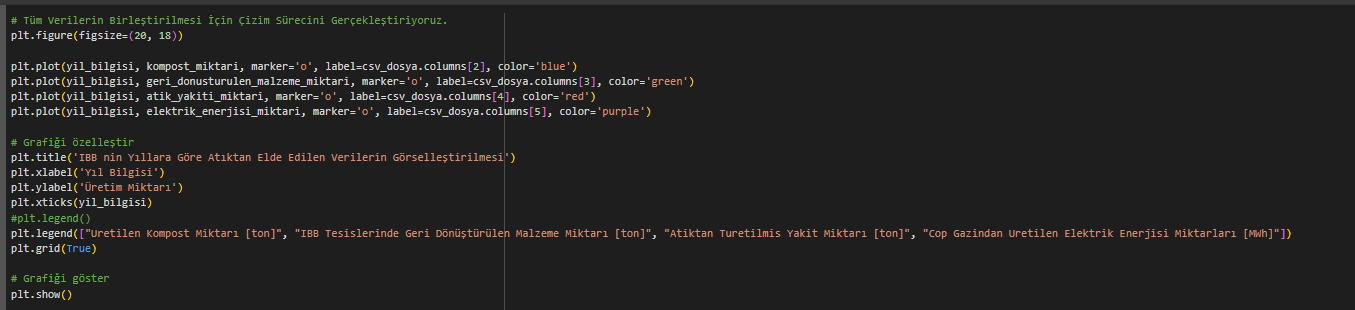 # Tüm Verilerin Birleştirilmesi İçin Çizim Sürecini Gerçekleştiriyoruz.
plt.figure(figsize=(20, 18))
plt.plot(yil_bilgisi, kompost_miktari, marker='o', label=csv_dosya.columns[2], color='blue')
plt.plot(yil_bilgisi, geri_donusturulen_malzeme_miktari, marker='o', label=csv_dosya.columns[3], color='green')
plt.plot(yil_bilgisi, atik_yakiti_miktari, marker='o', label=csv_dosya.columns[4], color='red')
plt.plot(yil_bilgisi, elektrik_enerjisi_miktari, marker='o', label=csv_dosya.columns[5], color='purple')
# Grafiği özelleştir
plt.title('IBB nin Yıllara Göre Atıktan Elde Edilen Verilerin Görselleştirilmesi')
plt.xlabel('Yıl Bilgisi')
plt.ylabel('Üretim Miktarı')
plt.xticks(yil_bilgisi)
#plt.legend()
plt.legend(["Uretilen Kompost Miktarı [ton]", "IBB Tesislerinde Geri Dönüştürülen Malzeme Miktarı [ton]", "Atiktan Turetilmis Yakit Miktarı [ton]", "Cop Gazindan Uretilen Elektrik Enerjisi Miktarları [MWh]"])
plt.grid(True)
# Grafiği göster
plt.show()